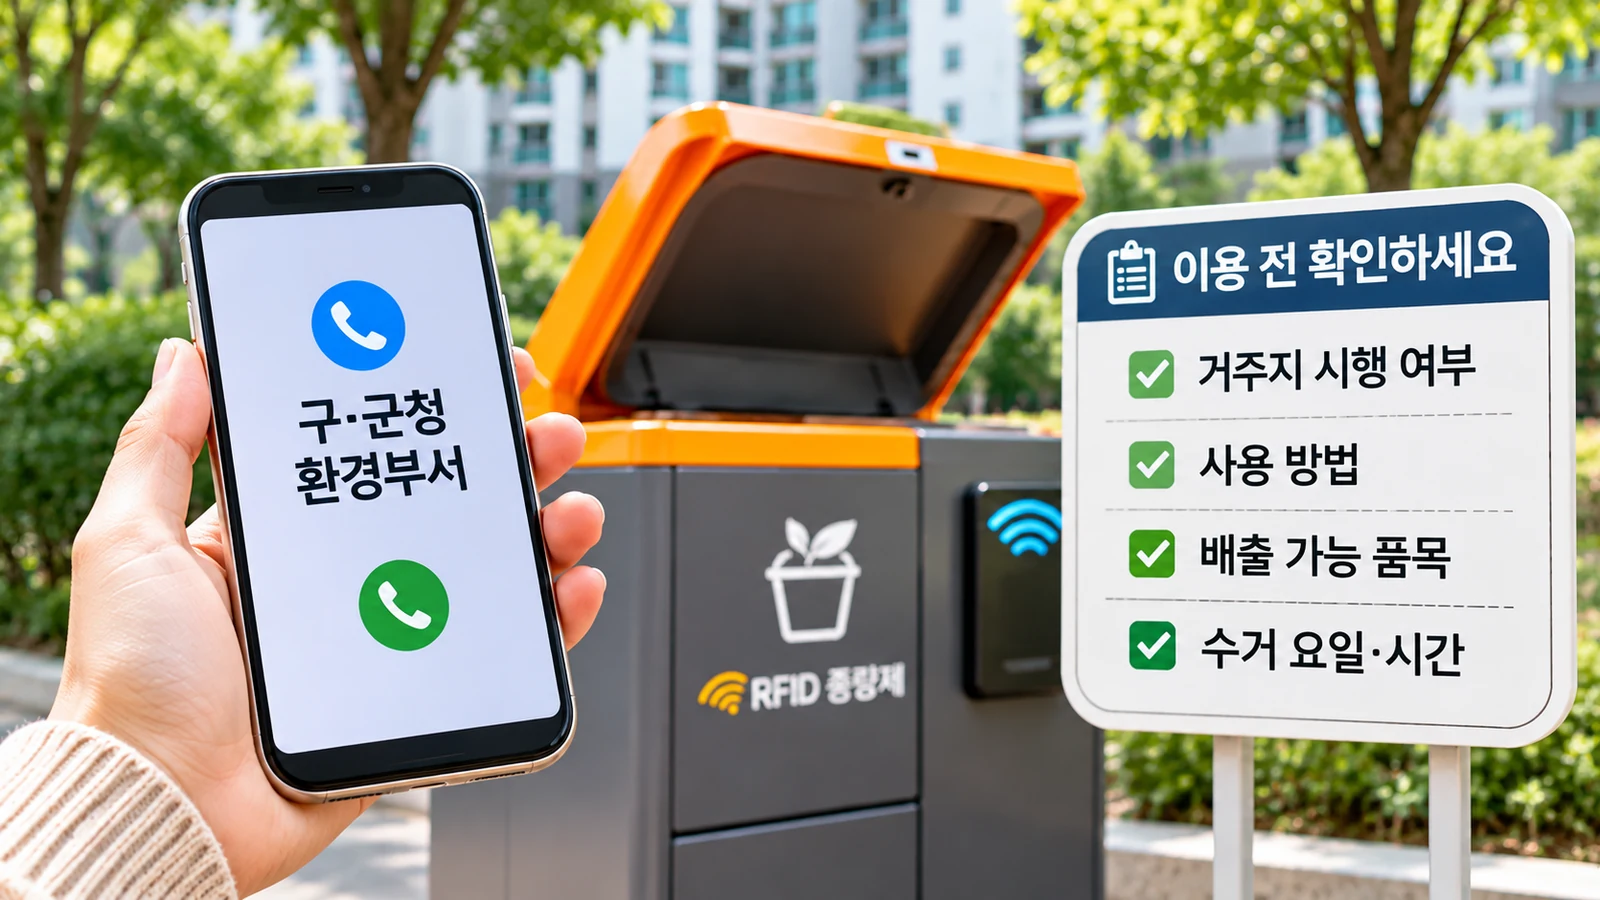 구·군청
환경부서
RFID 종량제
이용 전 확인하세요
거주지 시행 여부
사용 방법
배출 가능 품목
수거 요일·시간